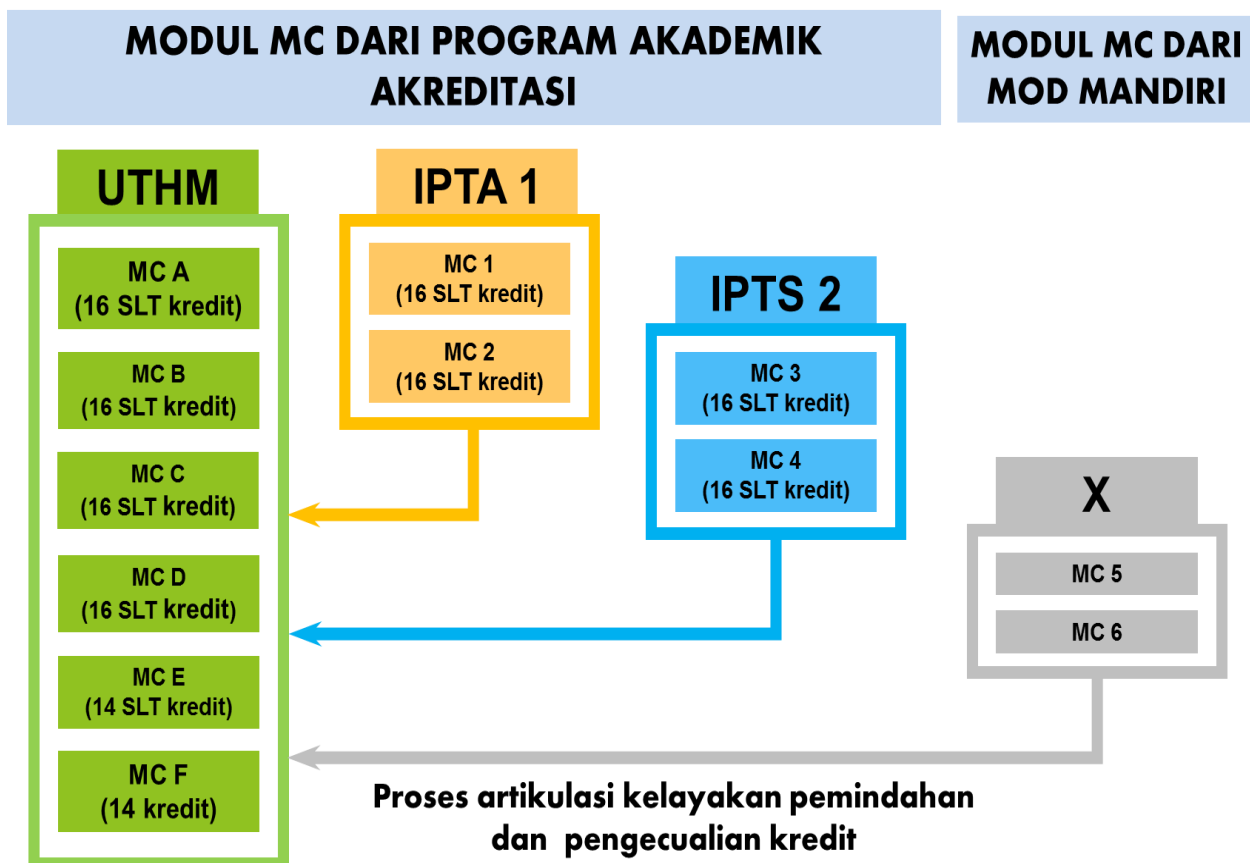 MODUL MC DARI PROGRAM AKADEMIK
AKREDITASI
MODUL MC DARI
MOD MANDIRI
UTHM
MC A
(16 SLT kredit)
MC B
(16 SLT kredit)
MC C
(16 SLT kredit)
MC D
(16 SLT kredit)
MC E
(14 SLT kredit)
MC F
(14 kredit)
IPTA 1
MC 1
(16 SLT kredit)
MC 2
(16 SLT kredit)
IPTS 2
MC 3
(16 SLT kredit)
MC 4
(16 SLT kredit)
X
MC 5
MC 6
Proses artikulasi kelayakan pemindahan
dan pengecualian kredit